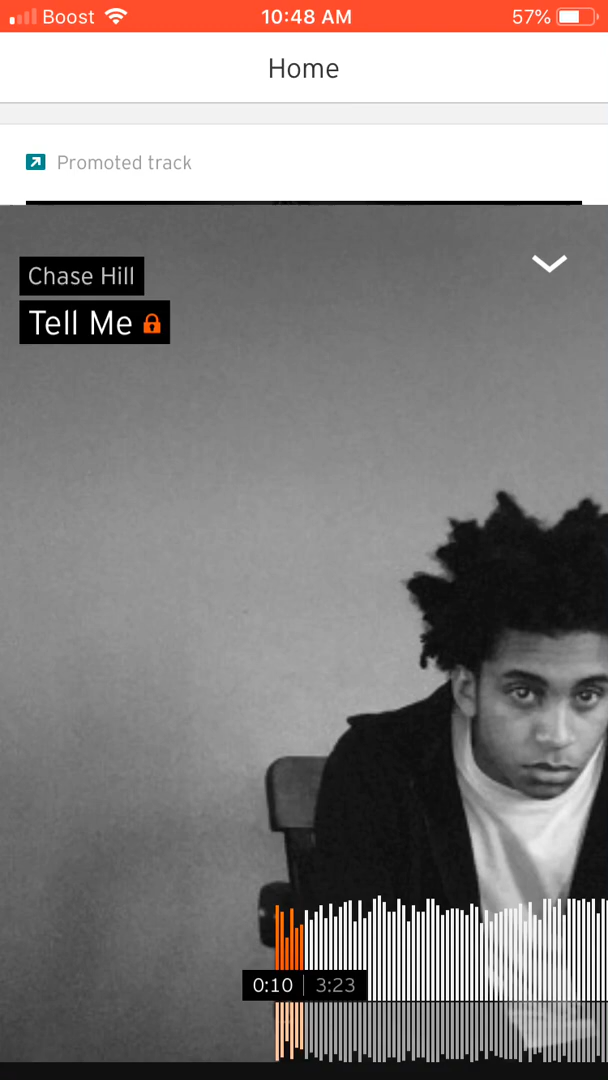 Boost 10:48 AM 57%
Home
Promoted track
Chase Hill
Tell Me
0:10 | 3:23